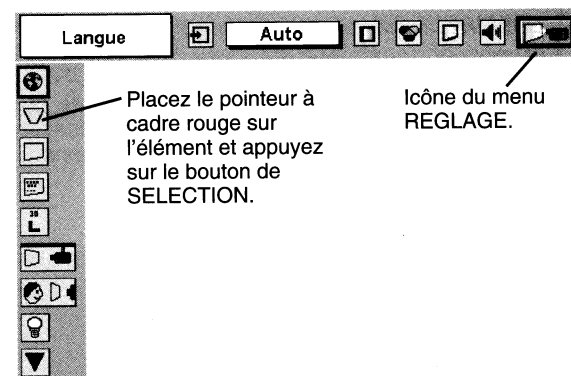 Langue
Auto
Placez le pointeur à
cadre rouge sur
l'élément et appuyez
sur le bouton de
SELECTION.
Icône du menu
REGLAGE.